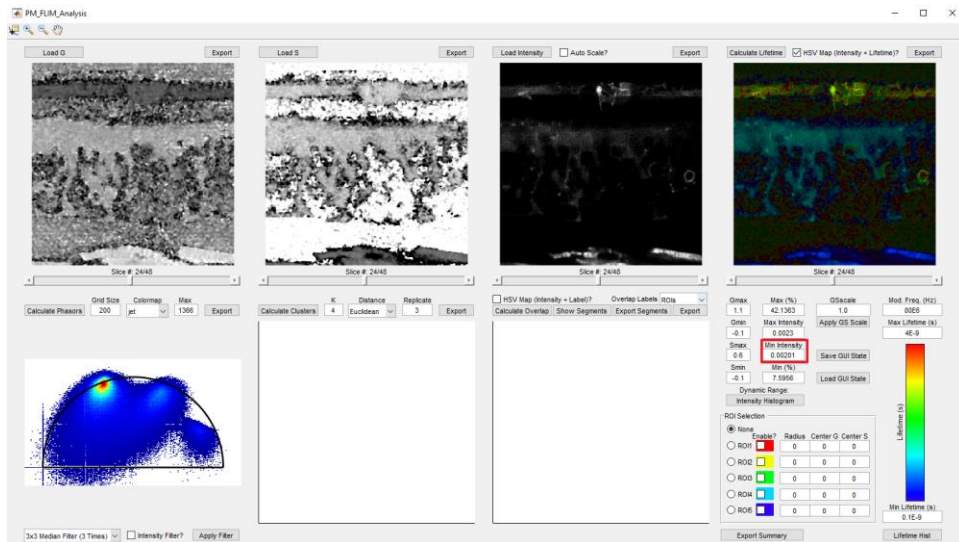 PM_FLIM_Analysis
Load G Export Load S Export Load Intensity Auto Scale? Export Calculate Lifetime HSV Map (Intensity + Lifetime)? Export
Slice #: 24/48 Slice #: 24/48 Slice #: 24/48 Slice #: 24/48
Grid Size Colormap Max
Calculate Phasors 200 jet 1366 Export
K Distance Replicate
Calculate Clusters 4 Euclidean 3 Export
HSV Map (Intensity + Label)? Overlap Labels ROIs
Calculate Overlap Show Segments Export Segments Export
Gmax Max (%) GSscale Mod. Freq. (Hz)
1.1 42.1363 1.0 80E6
Gmin Max Intensity Apply GS Scale Max Lifetime (s)
-0.1 0.0023 4E-9
Smax Min Intensity
0.6 0.00201 Save GUI State
Smin Min (%)
-0.1 7.5956 Load GUI State
Dynamic Range:
Intensity Histogram
Lifetime (s)
ROI Selection
None
Enable? Radius Center G Center S
ROI1 0 0 0
ROI2 0 0 0
ROI3 0 0 0
ROI4 0 0 0
ROI5 0 0 0
Min Lifetime (s)
0.1E-9
3x3 Median Filter (3 Times) Intensity Filter? Apply Filter Export Summary Lifetime Hist